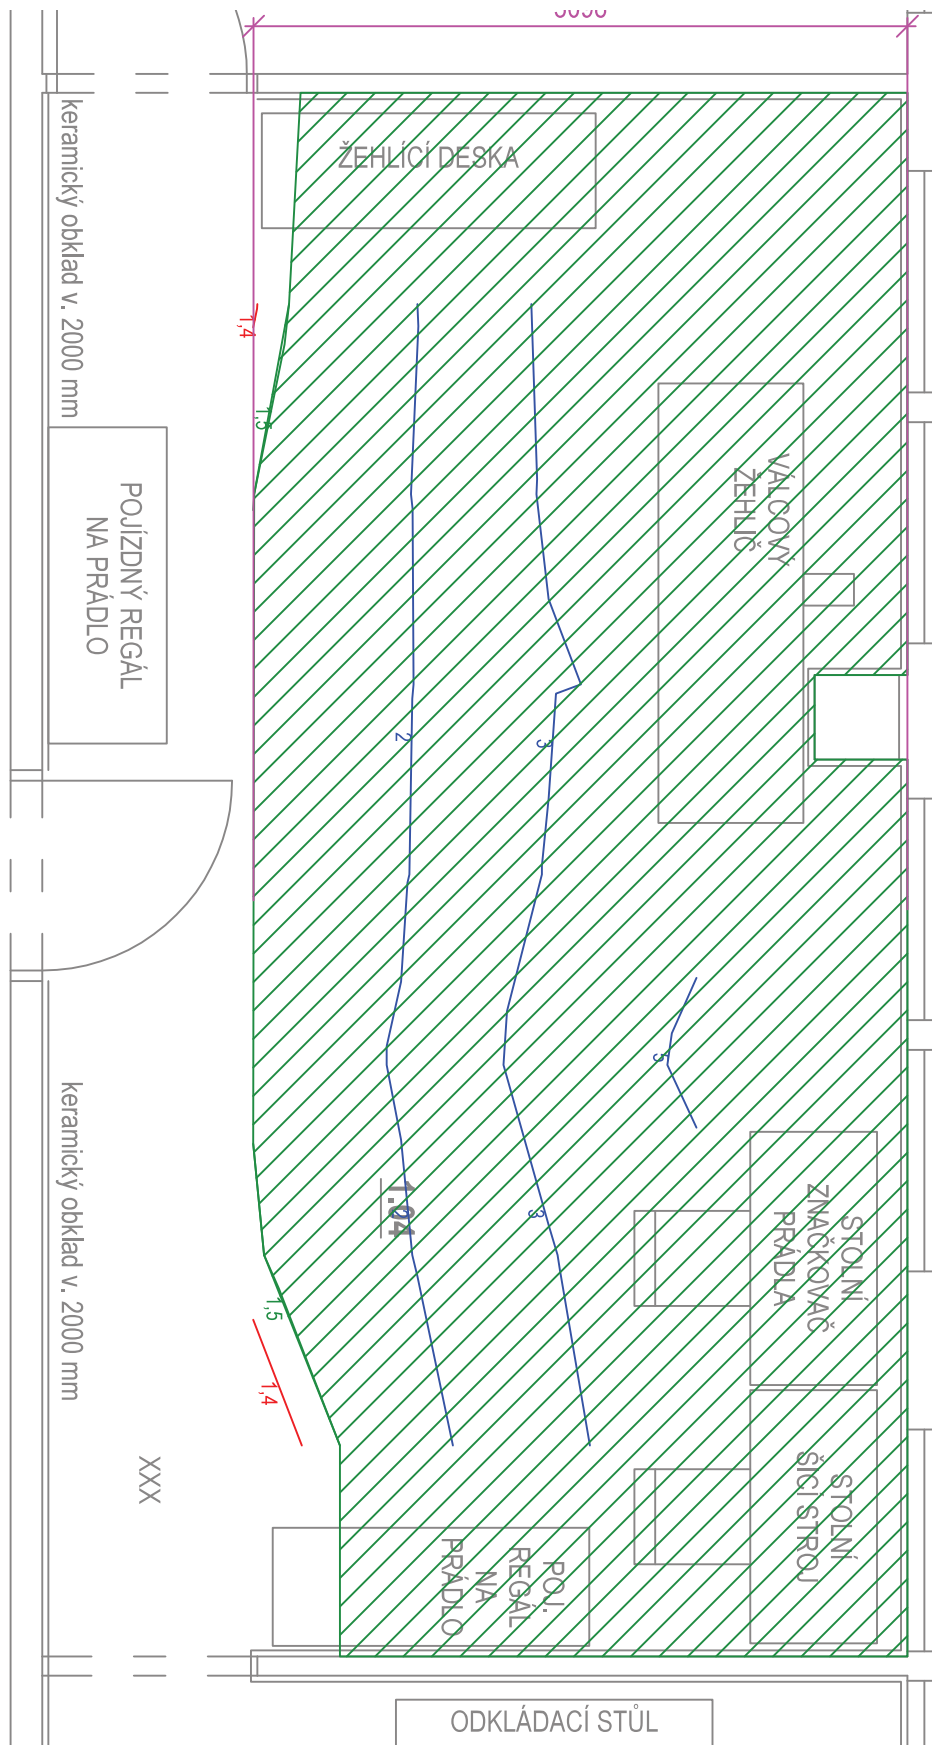 ŽEHLÍCÍ DESKA
keramický obklad v. 2000 mm
1,4
1,5
VÁLCOVÝ
ŽEHLIČ
POJÍZDNÝ REGÁL
NA PRÁDLO
2
3
5
keramický obklad v. 2000 mm
1.04
2
3
STOLNÍ
ZNAČKOVAČ
PRÁDLA
1,5
1,4
XXX
STOLNÍ
ŠICÍ STROJ
POJ.
REGÁL
NA
PRÁDLO
ODKLÁDACÍ STŮL